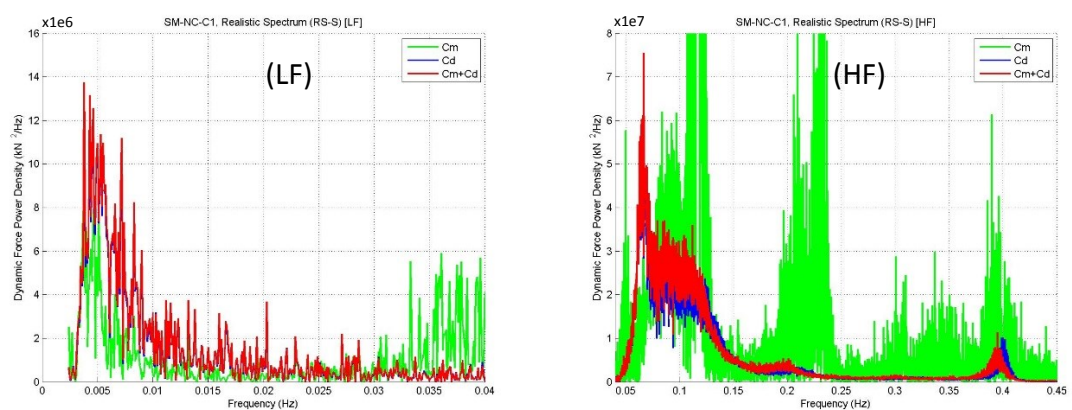 SM-NC-C1, Realistic Spectrum (RS-S) [LF]
x1e6
16
14
12
10
8
6
4
2
0
Dynamic Force Power Density (kN ^2/Hz)
(LF)
Cm
Cd
Cm+Cd
0.005
0.01
0.015
0.02
0.025
0.03
0.035
0.04
Frequency (Hz)
SM-NC-C1, Realistic Spectrum (RS-S) [HF]
x1e7
8
7
6
5
4
3
2
1
0
Dynamic Force Power Density (kN ^2/Hz)
(HF)
Cm
Cd
Cm+Cd
0.05
0.1
0.15
0.2
0.25
0.3
0.35
0.4
0.45
Frequency (Hz)